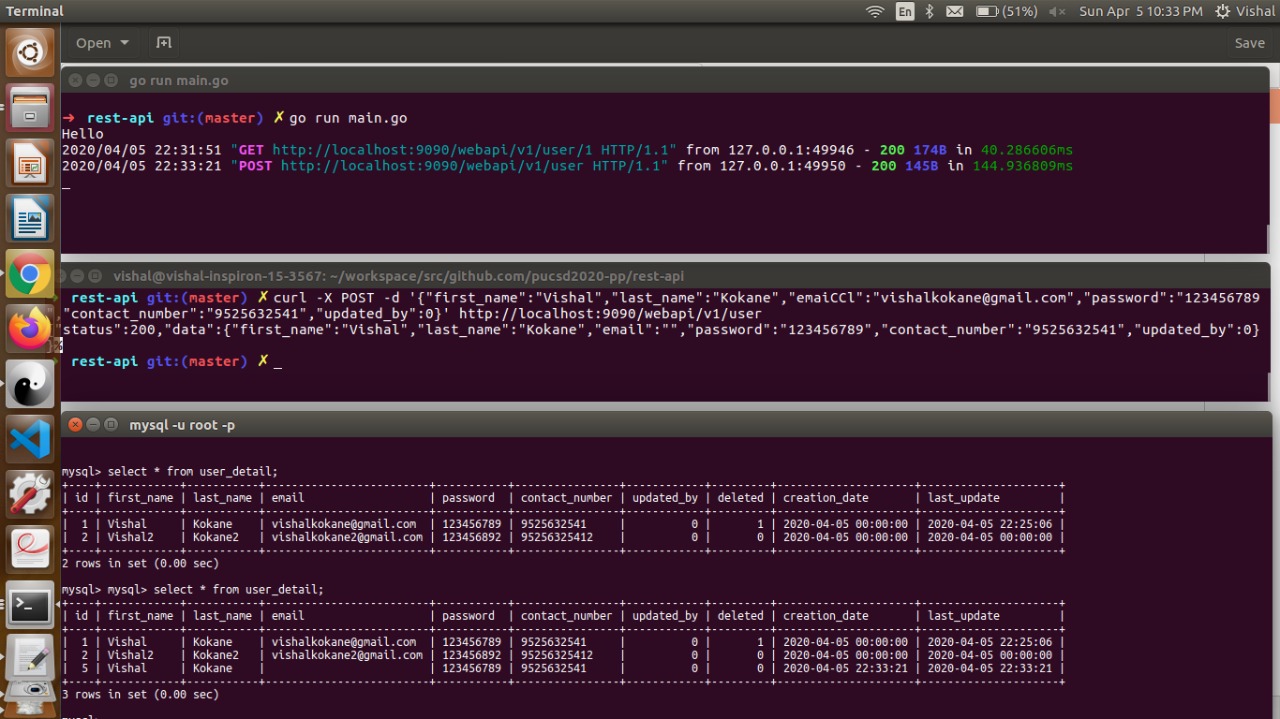 Terminal
En
(51%)
Sun Apr 5 10:33 PM
Vishal
Open
Save
go run main.go
➜ rest-api git:(master) ✗ go run main.go
Hello
2020/04/05 22:31:51 "GET http://localhost:9090/webapi/v1/user/1 HTTP/1.1" from 127.0.0.1:49946 - 200 174B in 40.286606ms
2020/04/05 22:33:21 "POST http://localhost:9090/webapi/v1/user HTTP/1.1" from 127.0.0.1:49950 - 200 145B in 144.936809ms
_
vishal@vishal-inspiron-15-3567: ~/workspace/src/github.com/pucsd2020-pp/rest-api
rest-api git:(master) ✗ curl -X POST -d '{"first_name":"Vishal","last_name":"Kokane","emaiCCl":"vishalkokane@gmail.com","password":"123456789
"contact_number":"9525632541","updated_by":0}' http://localhost:9090/webapi/v1/user
status":200,"data":{"first_name":"Vishal","last_name":"Kokane","email":"","password":"123456789","contact_number":"9525632541","updated_by":0}
}%
rest-api git:(master) ✗ _
mysql -u root -p
mysql> select * from user_detail;
+----+------------+-----------+------------------------+-----------+----------------+------------+---------+---------------------+---------------------+
| id | first_name | last_name | email | password | contact_number | updated_by | deleted | creation_date | last_update |
+----+------------+-----------+------------------------+-----------+----------------+------------+---------+---------------------+---------------------+
| 1 | Vishal | Kokane | vishalkokane@gmail.com | 123456789 | 9525632541 | 0 | 1 | 2020-04-05 00:00:00 | 2020-04-05 22:25:06 |
| 2 | Vishal2 | Kokane2 | vishalkokane2@gmail.com | 123456892 | 95256325412 | 0 | 0 | 2020-04-05 00:00:00 | 2020-04-05 00:00:00 |
+----+------------+-----------+------------------------+-----------+----------------+------------+---------+---------------------+---------------------+
2 rows in set (0.00 sec)
mysql> mysql> select * from user_detail;
+----+------------+-----------+------------------------+-----------+----------------+------------+---------+---------------------+---------------------+
| id | first_name | last_name | email | password | contact_number | updated_by | deleted | creation_date | last_update |
+----+------------+-----------+------------------------+-----------+----------------+------------+---------+---------------------+---------------------+
| 1 | Vishal | Kokane | vishalkokane@gmail.com | 123456789 | 9525632541 | 0 | 1 | 2020-04-05 00:00:00 | 2020-04-05 22:25:06 |
| 2 | Vishal2 | Kokane2 | vishalkokane2@gmail.com | 123456892 | 95256325412 | 0 | 0 | 2020-04-05 00:00:00 | 2020-04-05 00:00:00 |
| 5 | Vishal | Kokane | | 123456789 | 9525632541 | 0 | 0 | 2020-04-05 22:33:21 | 2020-04-05 22:33:21 |
+----+------------+-----------+------------------------+-----------+----------------+------------+---------+---------------------+---------------------+
3 rows in set (0.00 sec)
mysql>